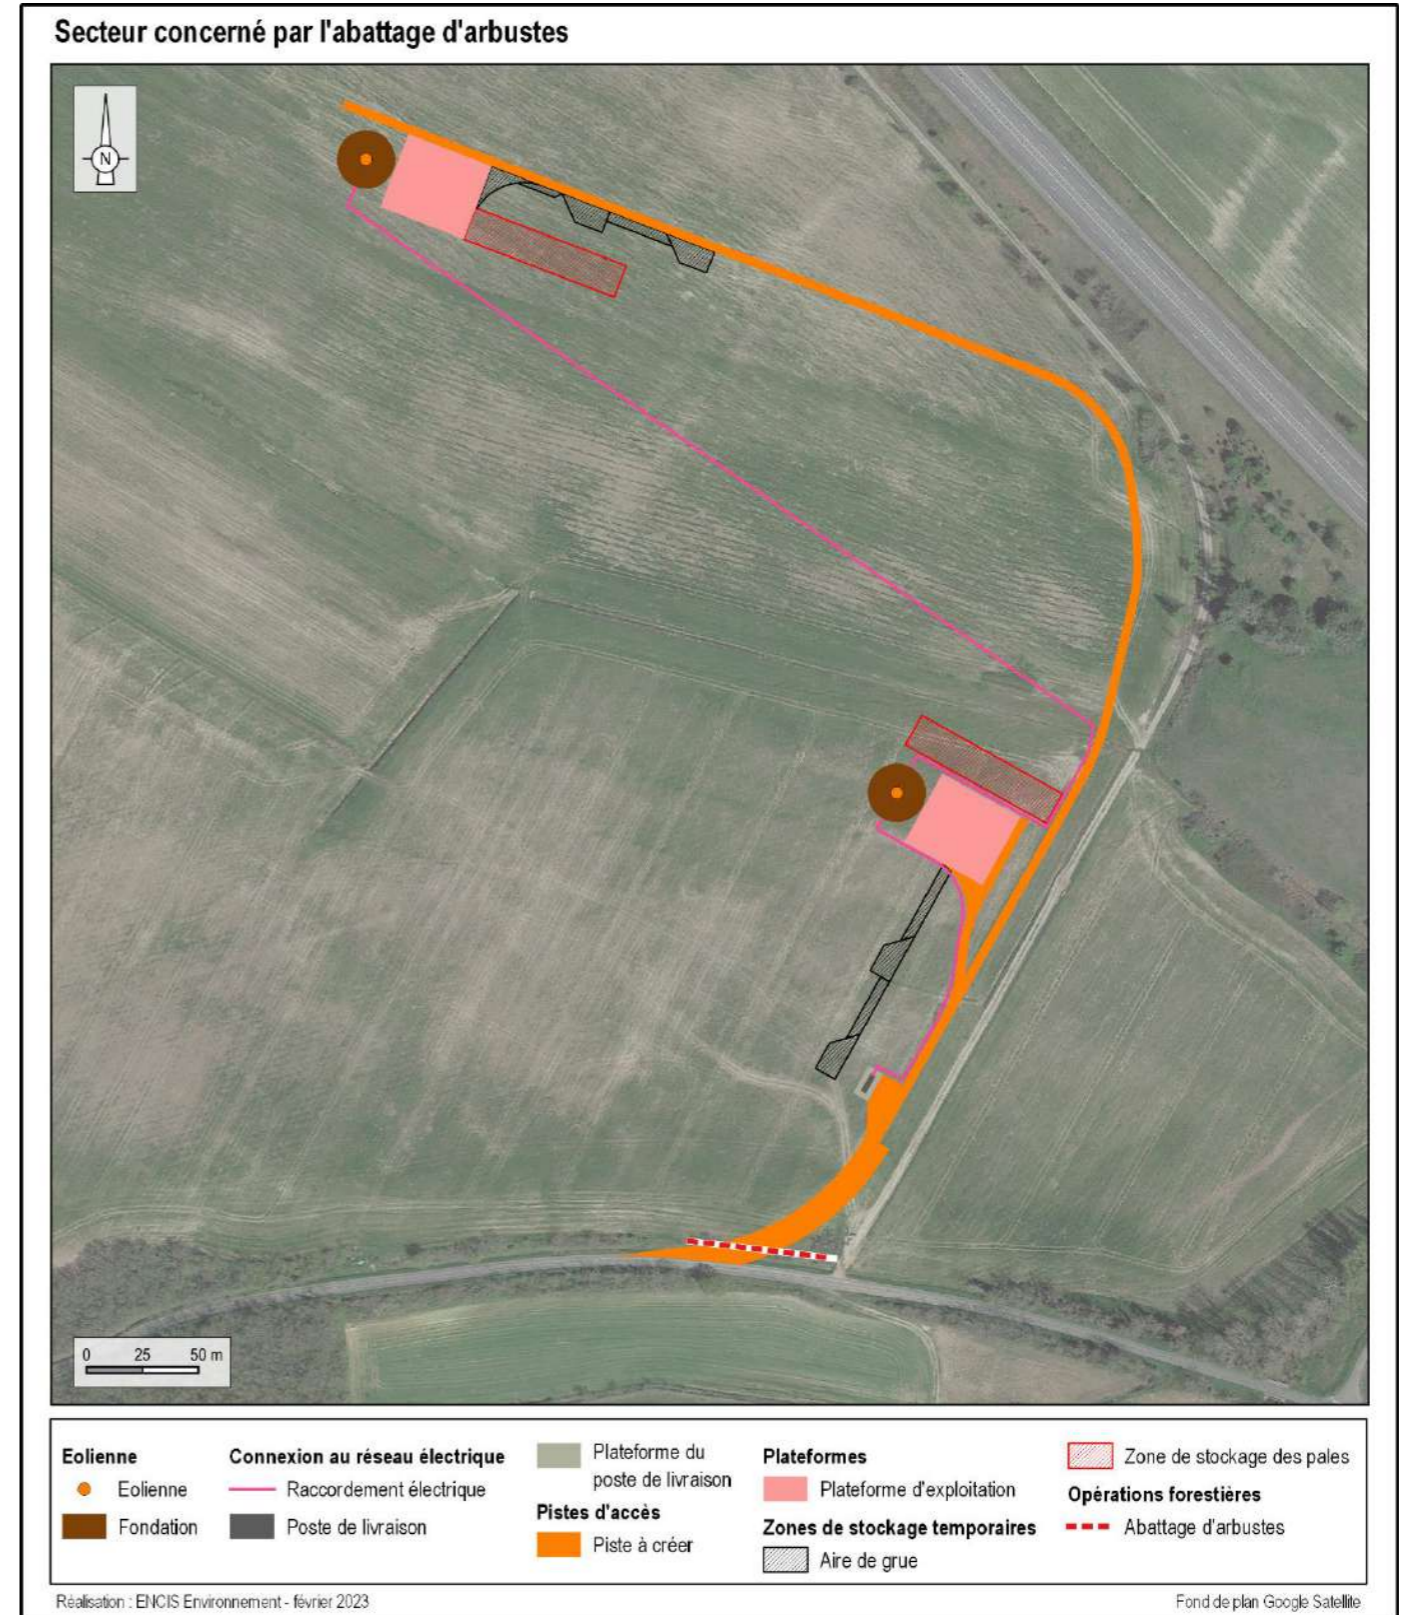 Secteur concerné par l'abattage d'arbustes
N
0 25 50 m
Eolienne
Eolienne
Fondation
Connexion au réseau électrique
Raccordement électrique
Poste de livraison
Plateforme du
poste de livraison
Pistes d'accès
Piste à créer
Plateformes
Plateforme d'exploitation
Zones de stockage temporaires
Aire de grue
Zone de stockage des pales
Opérations forestières
Abattage d'arbustes
Réalisation : ENCIS Environnement - février 2023
Fond de plan Google Satellite